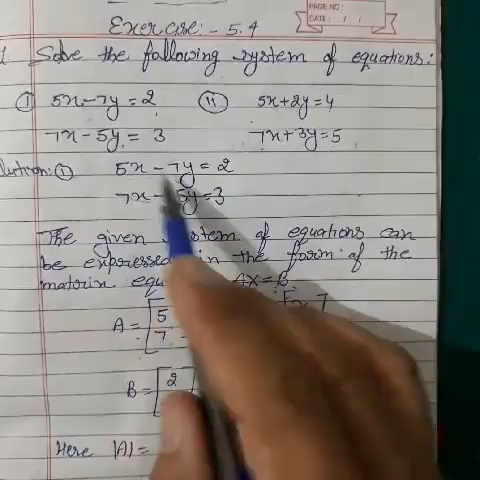 PAGE NO:
DATE: / /
Exercise:- 5.4
1 Solve the following system of equations:
(i) 5x-7y=2 (ii) 5x+2y=4
7x-5y=3 7x+3y=5
(i) 5x-7y=2
7x-5y=3
The given system of equations can
be expressed in the form of the
matrix AX=B
A= [5
7
B= [2
Here |A|=